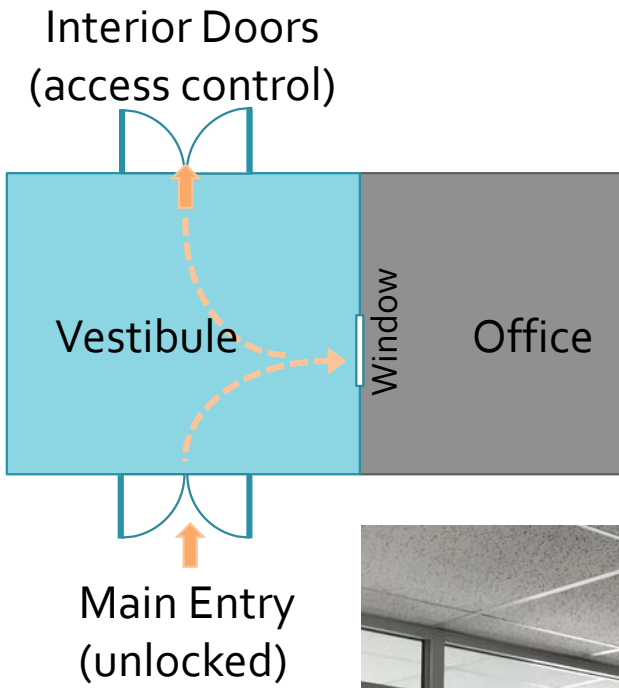 Interior Doors
(access control)
Vestibule
Window
Office
Main Entry
(unlocked)